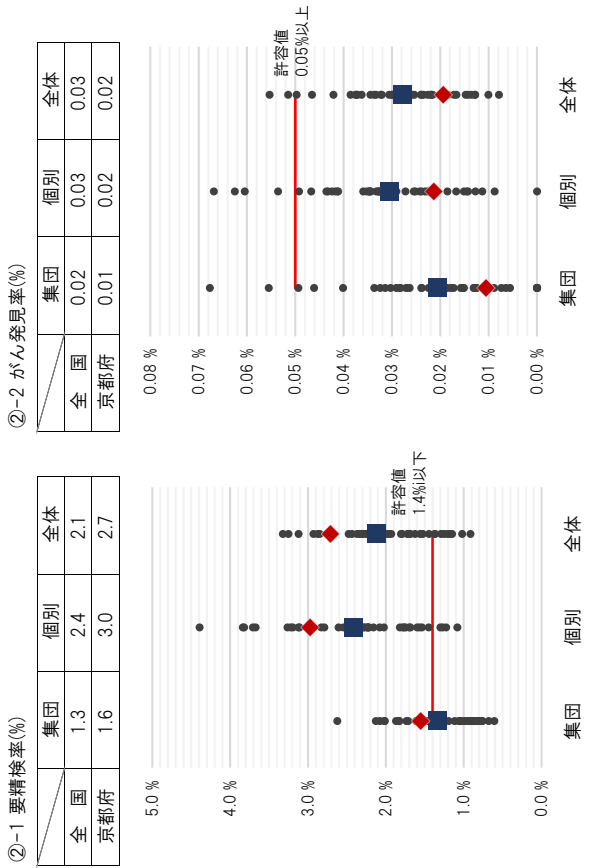 ②-1 要精検率(%)
集団 個別 全体
全　国 1.3 2.4 2.1
京都府 1.6 3.0 2.7
5.0 %
4.0 %
3.0 %
2.0 %
1.0 %
0.0 %
許容値
1.4%i以下
集団 個別 全体
②-2 がん発見率(%)
集団 個別 全体
全　国 0.02 0.03 0.03
京都府 0.01 0.02 0.02
0.08 %
0.07 %
0.06 %
0.05 %
0.04 %
0.03 %
0.02 %
0.01 %
0.00 %
許容値
0.05%以上
集団 個別 全体